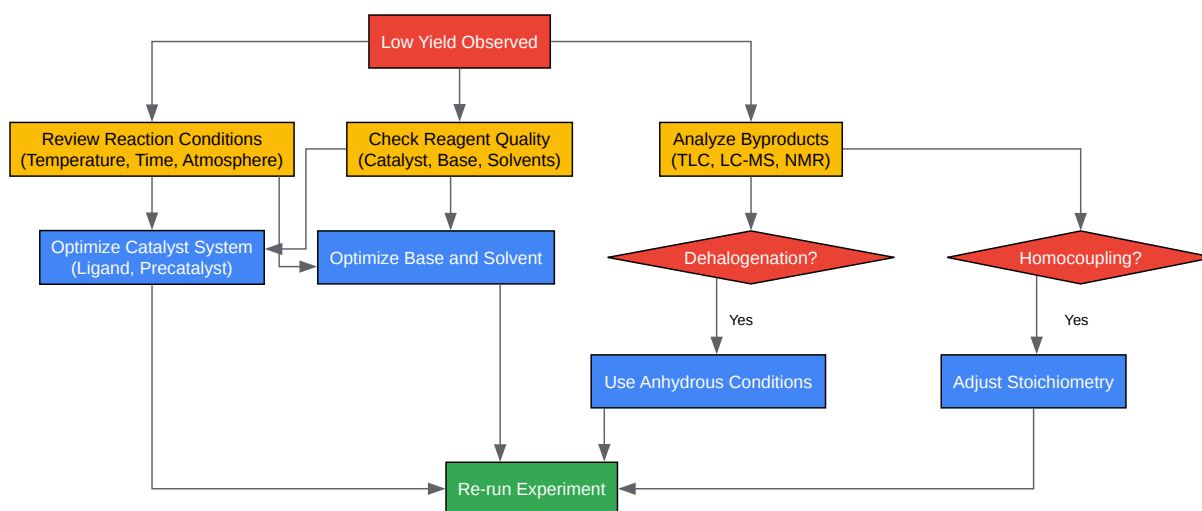 Low Yield Observed
Review Reaction Conditions
(Temperature, Time, Atmosphere)
Check Reagent Quality
(Catalyst, Base, Solvents)
Analyze Byproducts
(TLC, LC-MS, NMR)
Optimize Catalyst System
(Ligand, Precatalyst)
Optimize Base and Solvent
Dehalogenation?
Homocoupling?
Yes
Yes
Use Anhydrous Conditions
Adjust Stoichiometry
Re-run Experiment